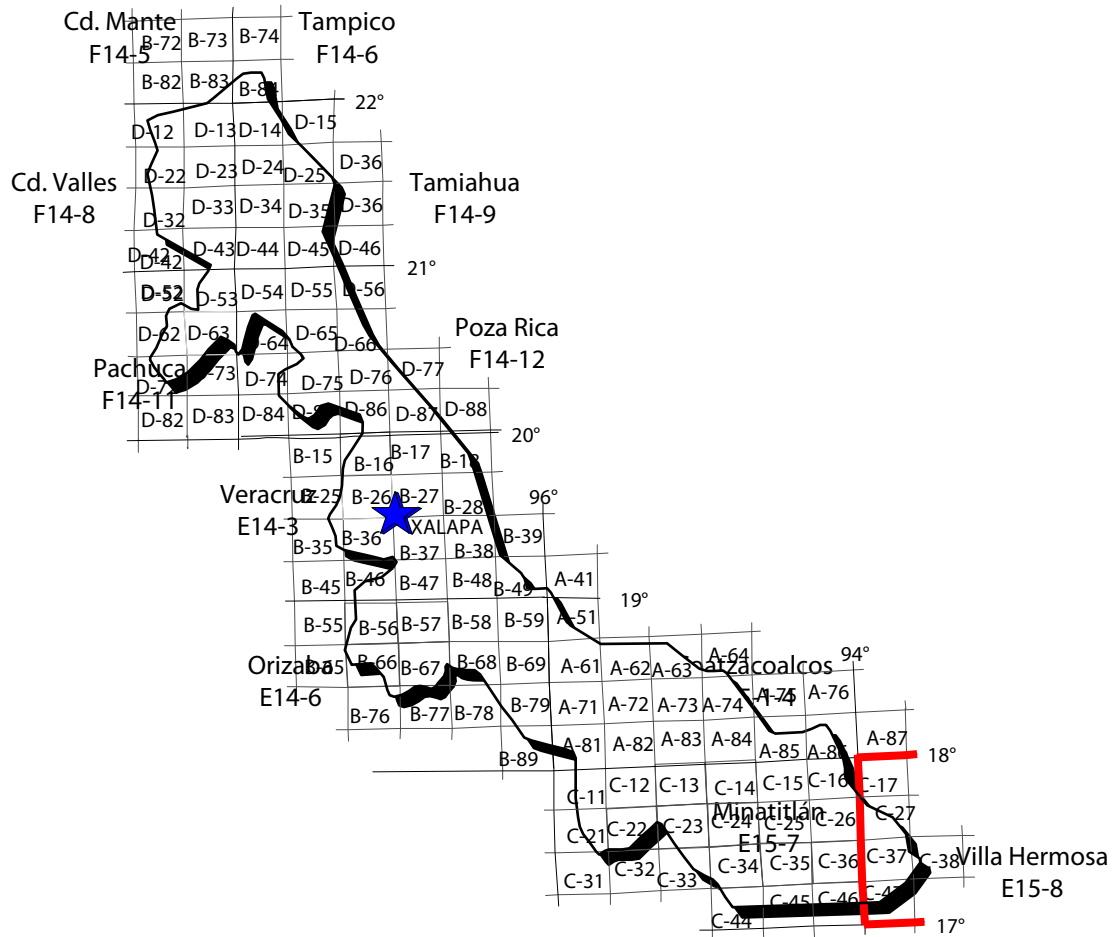 Cd. Mante
F14-5
Tampico
F14-6
B-72 B-73 B-74
B-82 B-83 B-84
22°
D-12 D-13 D-14 D-15
Cd. Valles
F14-8
D-22 D-23 D-24 D-25 D-36
Tamiahua
F14-9
D-32 D-33 D-34 D-35 D-36
D-42 D-42 D-43 D-44 D-45 D-46
21°
D-52 D-52 D-53 D-54 D-55 D-56
D-62 D-63 D-64 D-65 D-66
Poza Rica
F14-12
Pachuca
F14-11
D-73 D-74 D-75 D-76 D-77
D-82 D-83 D-84 D-86 D-87 D-88
20°
B-15 B-16 B-17 B-18
Veracruz
E14-3
B-25 B-26 B-27 B-28
96°
XALAPA
B-35 B-36 B-37 B-38 B-39
B-45 B-46 B-47 B-48 B-49 A-41
19°
B-55 B-56 B-57 B-58 B-59 A-51
Orizaba
E14-6
B-65 B-66 B-67 B-68 B-69 A-61 A-62 A-63 A-64
94°
B-76 B-77 B-78 B-79 A-71 A-72 A-73 A-74 A-75 A-76
B-89 A-81 A-82 A-83 A-84 A-85 A-86 A-87
18°
C-11 C-12 C-13 C-14 C-15 C-16 C-17
Minatitlán
E15-7
C-21 C-22 C-23 C-24 C-25 C-26 C-27
C-31 C-32 C-33 C-34 C-35 C-36 C-37 C-38
Villa Hermosa
E15-8
C-44 C-45 C-46 C-47
17°